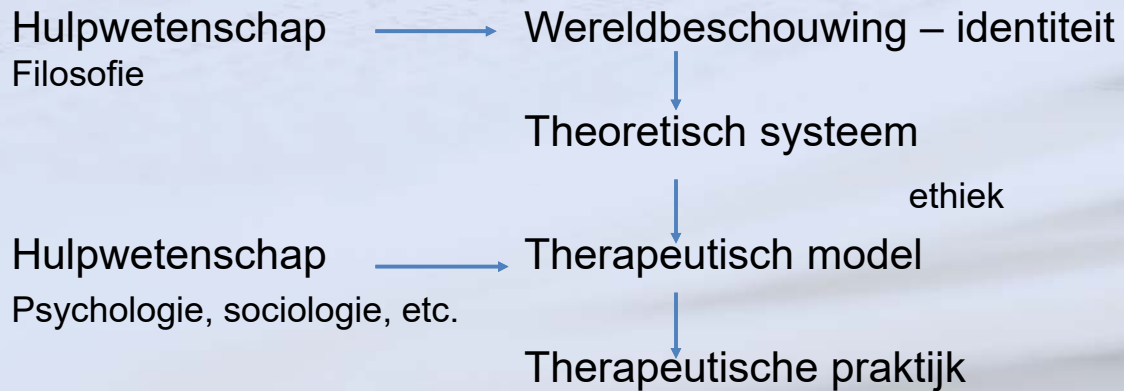 Hulpwetenschap
Wereldbeschouwing – identiteit
Filosofie
Theoretisch systeem
ethiek
Hulpwetenschap
Therapeutisch model
Psychologie, sociologie, etc.
Therapeutische praktijk